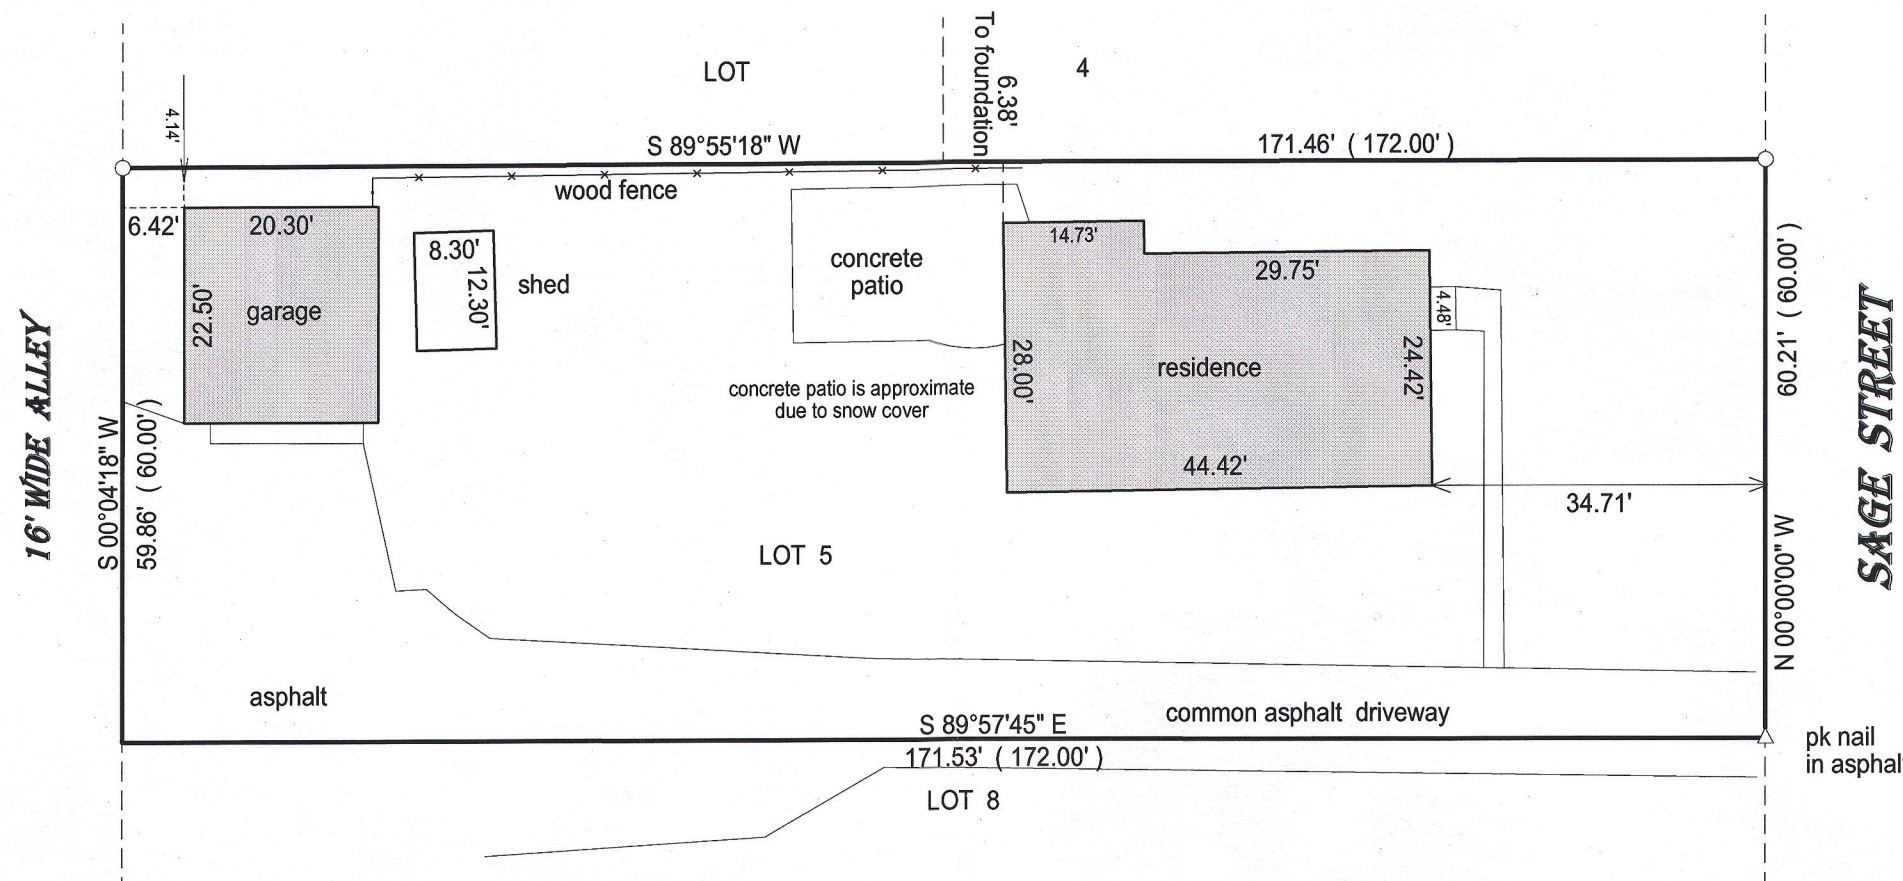 To foundation
6.38'
LOT 4
4.14'
S 89°55'18" W
171.46' ( 172.00' )
wood fence
6.42'
20.30'
14.73'
8.30'
12.30'
shed
concrete
patio
29.75'
4.48'
60.21' ( 60.00' )
garage
22.50'
28.00'
residence
24.42'
concrete patio is approximate
due to snow cover
44.42'
34.71'
16' WIDE ALLEY
S 00°04'18" W
59.86' ( 60.00' )
SAGE STREET
N 00°00'00" W
LOT 5
asphalt
common asphalt driveway
S 89°57'45" E
171.53' ( 172.00' )
pk nail
in asphal
LOT 8